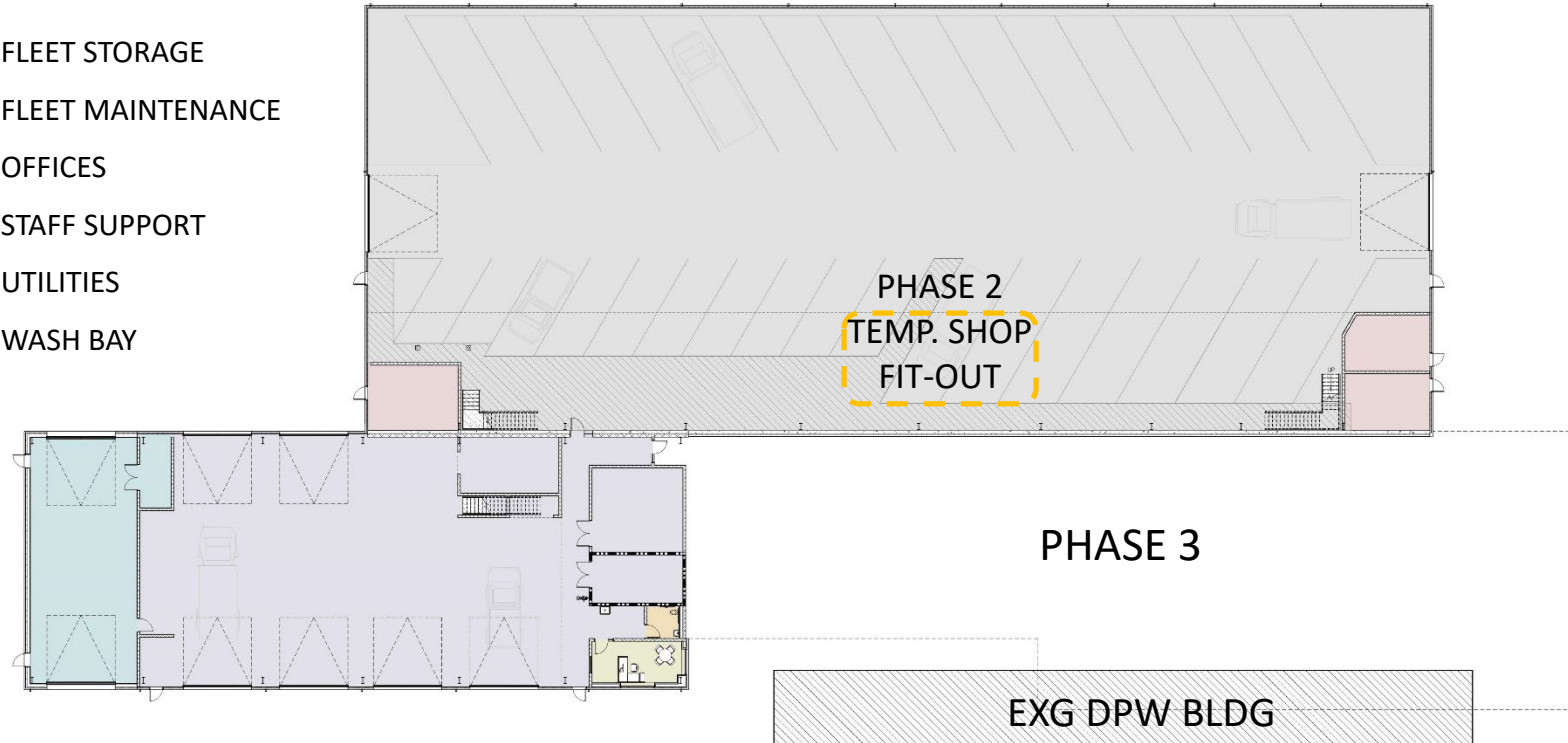 FLEET STORAGE
FLEET MAINTENANCE
OFFICES
STAFF SUPPORT
UTILITIES
WASH BAY
PHASE 2
TEMP. SHOP
FIT-OUT
PHASE 3
EXG DPW BLDG